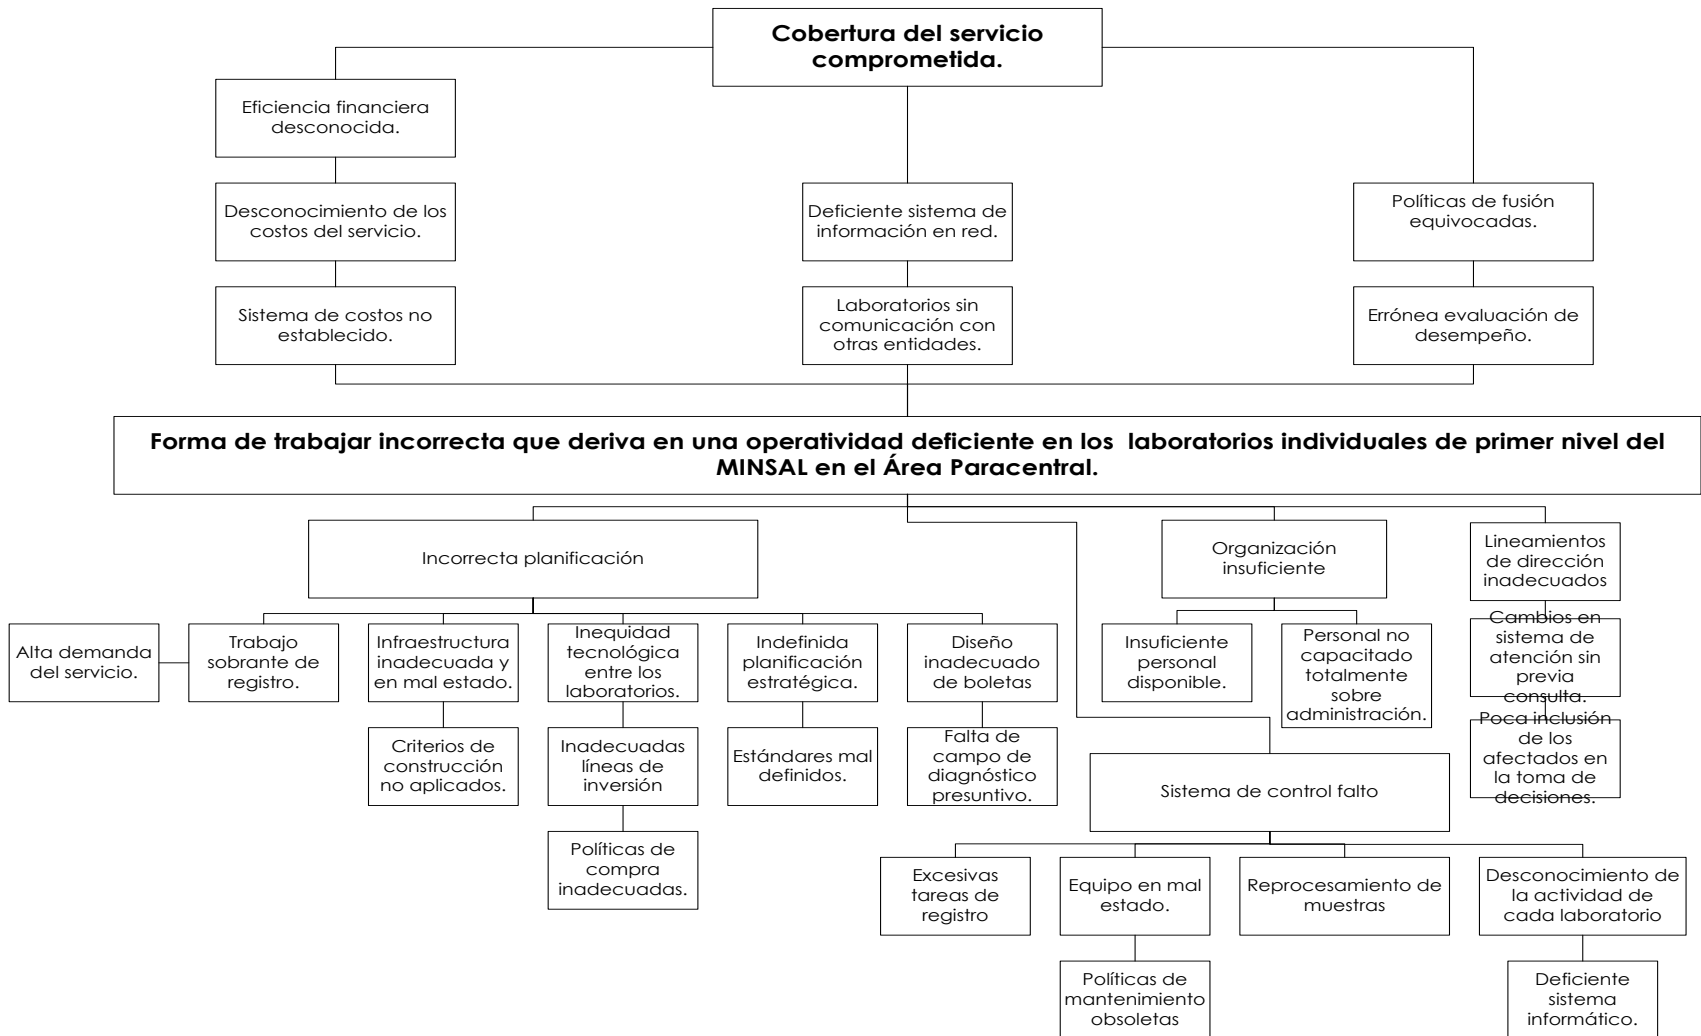 Cobertura del servicio
comprometida.
Eficiencia financiera
desconocida.
Desconocimiento de los
costos del servicio.
Deficiente sistema de
información en red.
Políticas de fusión
equivocadas.
Sistema de costos no
establecido.
Laboratorios sin
comunicación con
otras entidades.
Errónea evaluación de
desempeño.
Forma de trabajar incorrecta que deriva en una operatividad deficiente en los laboratorios individuales de primer nivel del
MINSAL en el Área Paracentral.
Incorrecta planificación
Organización
insuficiente
Lineamientos
de dirección
inadecuados
Alta demanda
del servicio.
Trabajo
sobrante de
registro.
Infraestructura
inadecuada y
en mal estado.
Inequidad
tecnológica
entre los
laboratorios.
Indefinida
planificación
estratégica.
Diseño
inadecuado
de boletas
Insuficiente
personal
disponible.
Personal no
capacitado
totalmente
sobre
administración.
Cambios en
sistema de
atención sin
previa
consulta.
Criterios de
construcción
no aplicados.
Inadecuadas
líneas de
inversión
Estándares mal
definidos.
Falta de
campo de
diagnóstico
presuntivo.
Poca inclusión
de los
afectados en
la toma de
decisiones.
Sistema de control falto
Políticas de
compra
inadecuadas.
Excesivas
tareas de
registro
Equipo en mal
estado.
Reprocesamiento de
muestras
Desconocimiento de
la actividad de
cada laboratorio
Políticas de
mantenimiento
obsoletas
Deficiente
sistema
informático.